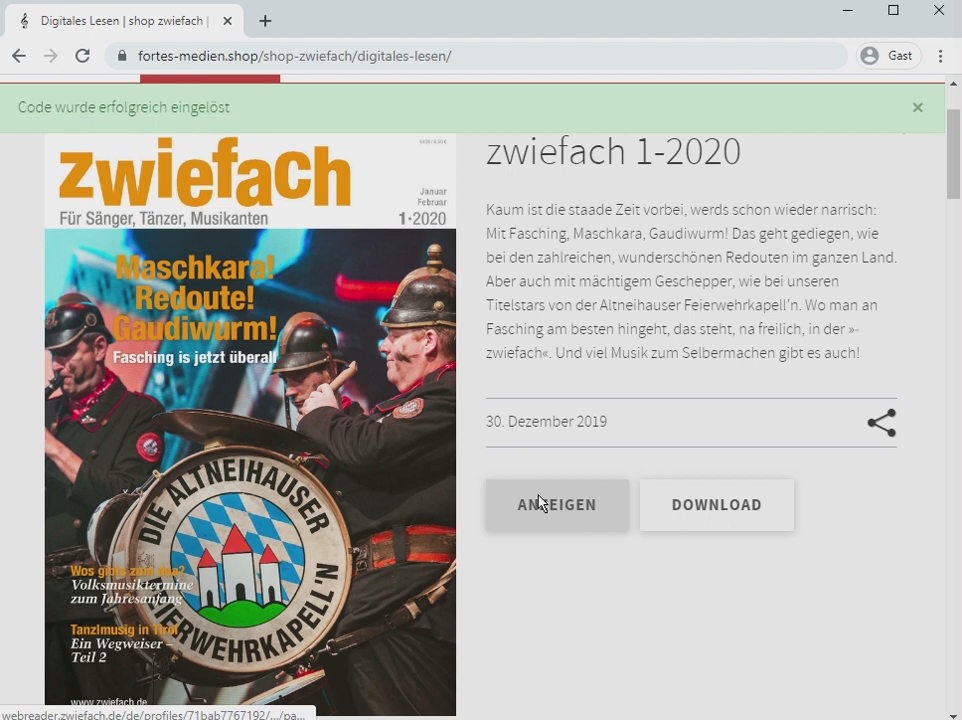 Digitales Lesen | shop zwiefach |
fortes-medien.shop/shop-zwiefach/digitales-lesen/
Gast
Code wurde erfolgreich eingelöst
zwiefach
Januar
Februar
Für Sänger, Tänzer, Musikanten
1·2020
Maschkara!
Redoute!
Gaudiwurm!
Fasching is jetzt überall
DIE ALTNEIHAUSER
FEIERWEHRKAPELL'N
Volksmusiktermine
zum Jahresanfang
Tanzlmusig in Tirol
Ein Wegweiser –
Teil 2
www.zwiefach.de
zwiefach 1-2020
Kaum ist die staade Zeit vorbei, werds schon wieder narrisch:
Mit Fasching, Maschkara, Gaudiwurm! Das geht gediegen, wie
bei den zahlreichen, wunderschönen Redouten im ganzen Land.
Aber auch mit mächtigem Geschepper, wie bei unseren
Titelstars von der Altneihauser Feierwehrkapell’n. Wo man an
Fasching am besten hingeht, das steht, na freilich, in der »-
zwiefach«. Und viel Musik zum Selbermachen gibt es auch!
30. Dezember 2019
ANZEIGEN
DOWNLOAD
webreader.zwiefach.de/de/profiles/71bab7767192/.../pa...